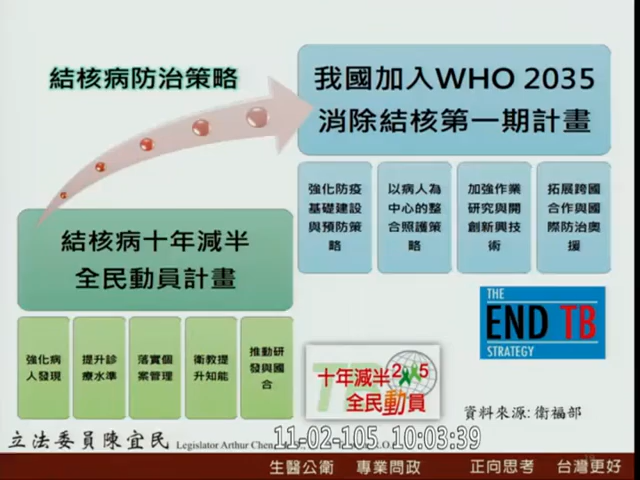 結核病防治策略
我國加入WHO 2035
消除結核第一期計畫
強化防疫
基礎建設
與預防策
略
以病人為
中心的整
合照護策
略
加強作業
研究與開
創新興技
術
拓展跨國
合作與國
際防治奧
援
結核病十年減半
全民動員計畫
強化病
人發現
提升診
療水準
落實個
案管理
衛教提
升知能
推動研
發與國
合
THE
END TB
STRATEGY
十年減半
全民動員
資料來源:衛福部
立法委員陳宜民 Legislator Arthur Chen
11-02-105 10:03:39
生醫公衛 專業問政 正向思考 台灣更好